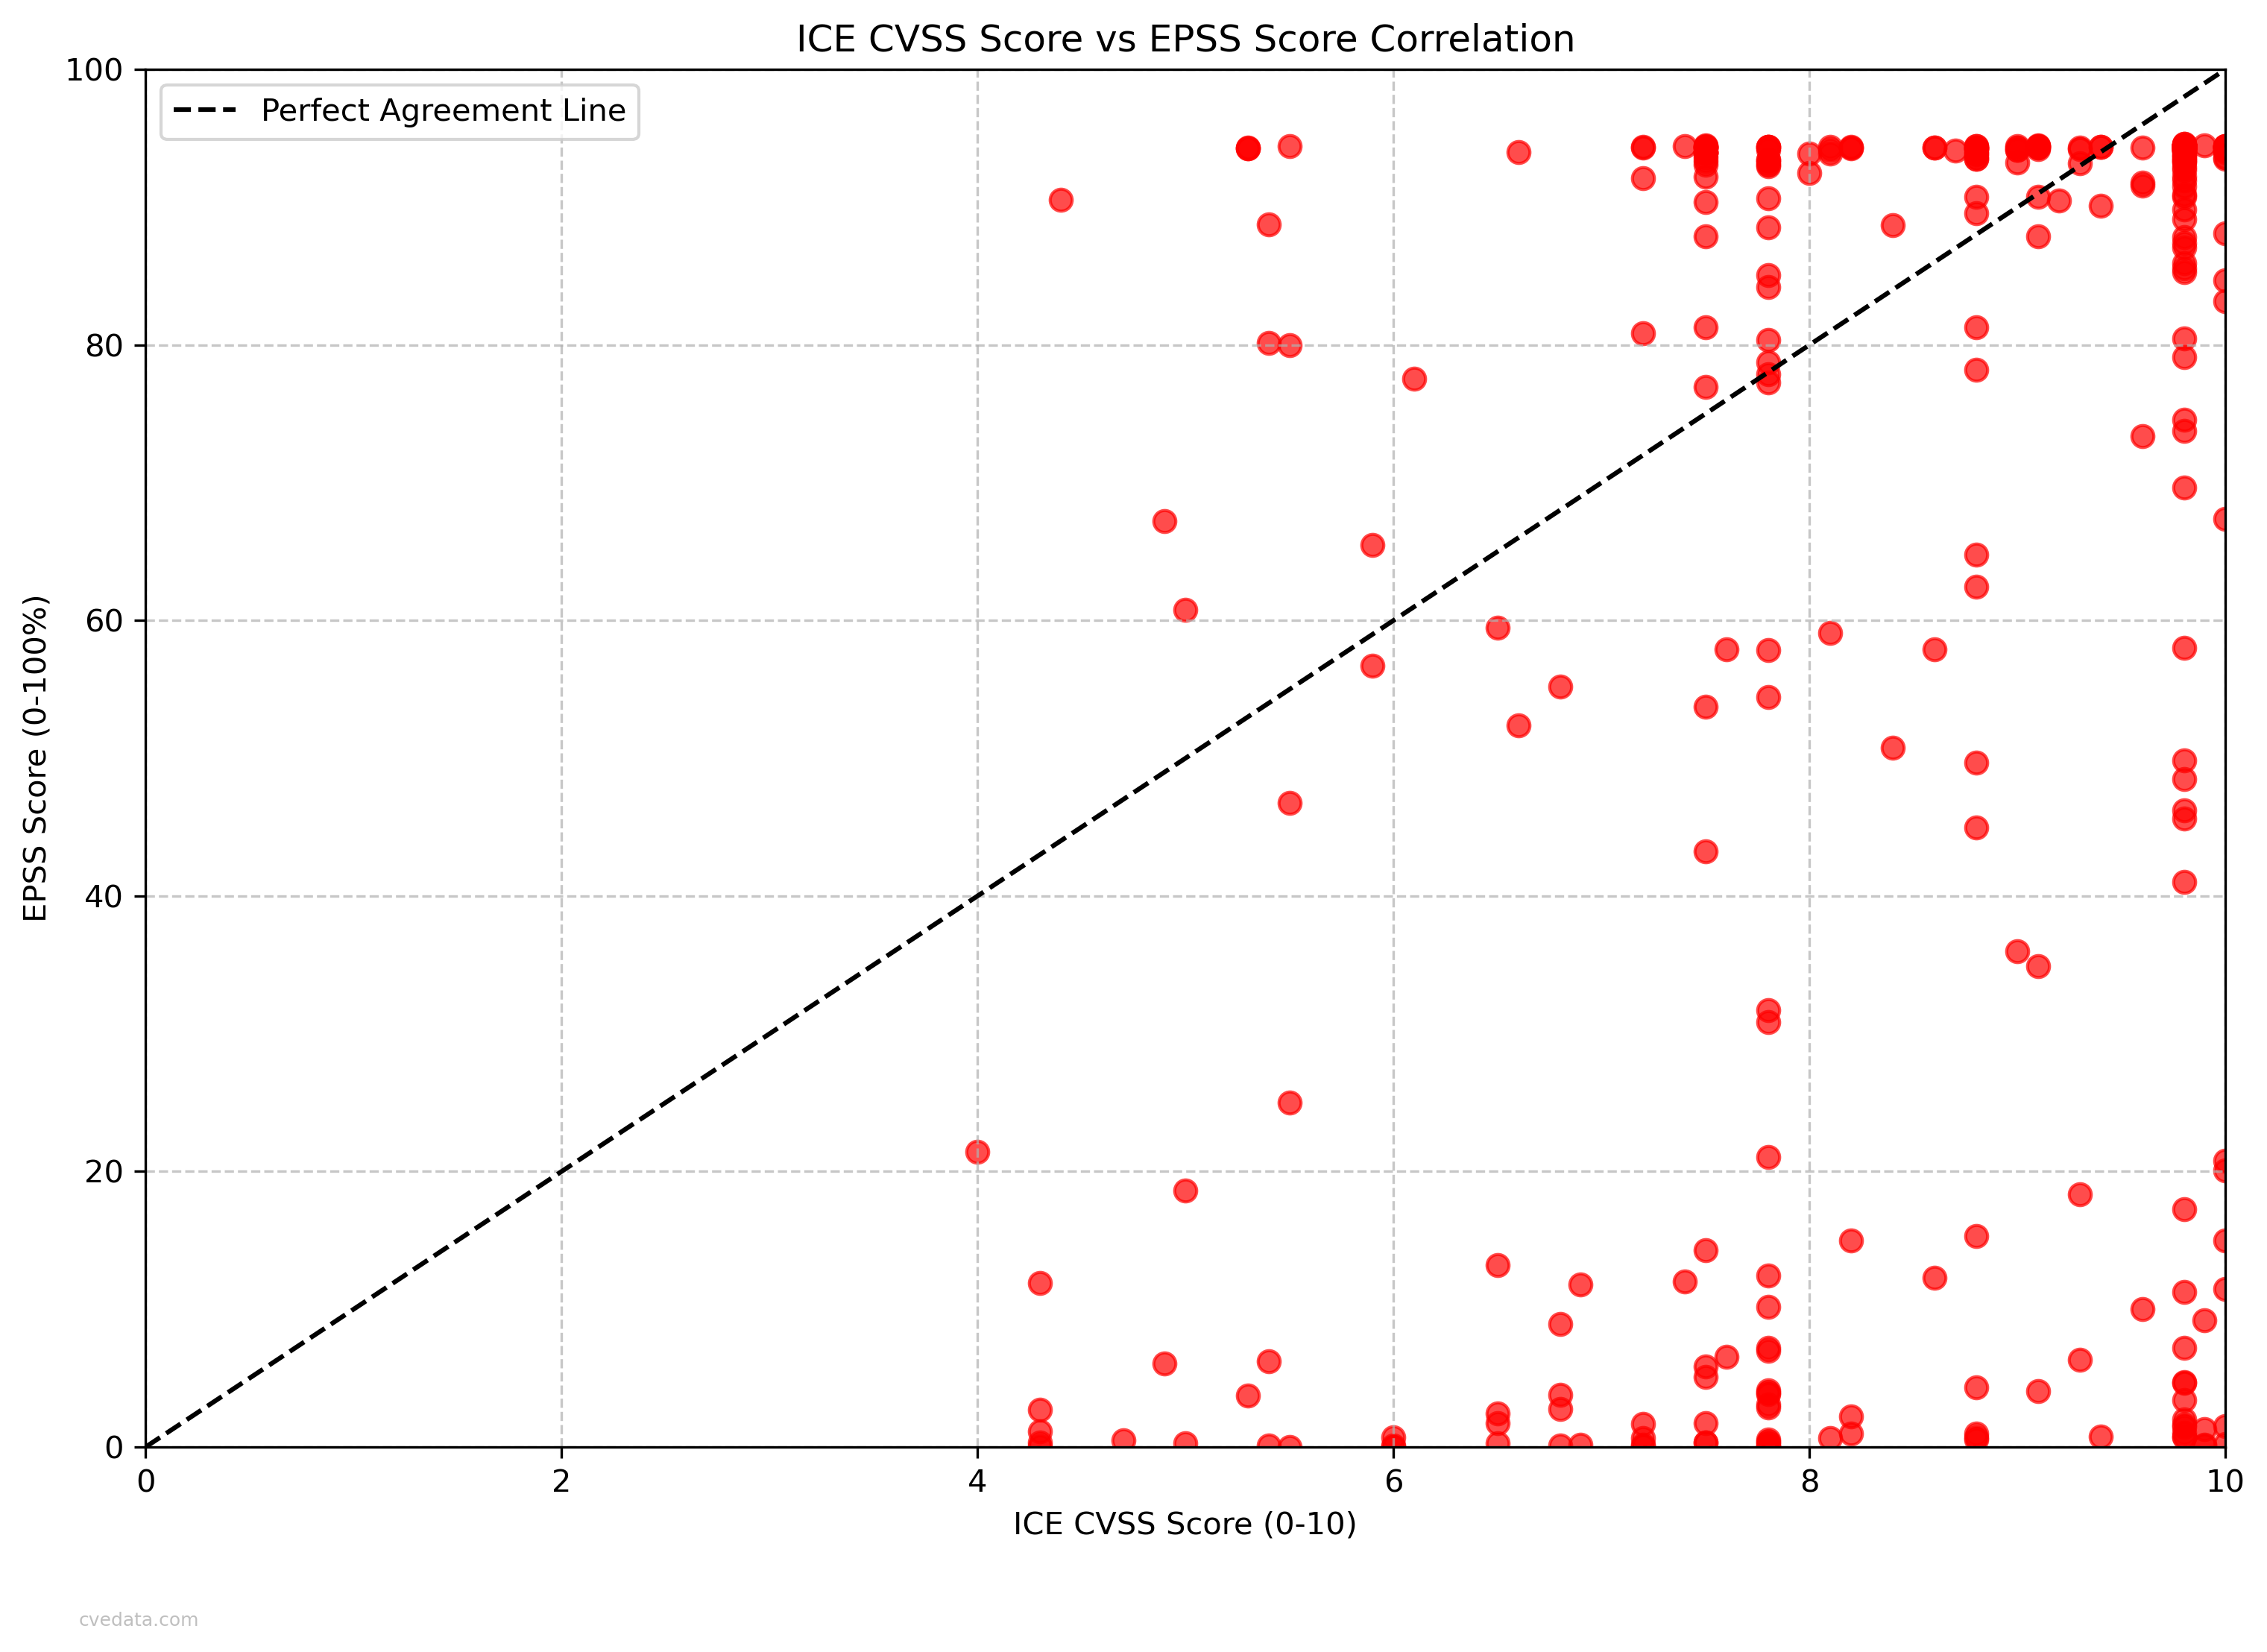 ICE CVSS Score vs EPSS Score Correlation
Perfect Agreement Line
EPSS Score (0-100%)
100
80
60
40
20
0
0 2 4 6 8 10
ICE CVSS Score (0-10)
cvedata.com